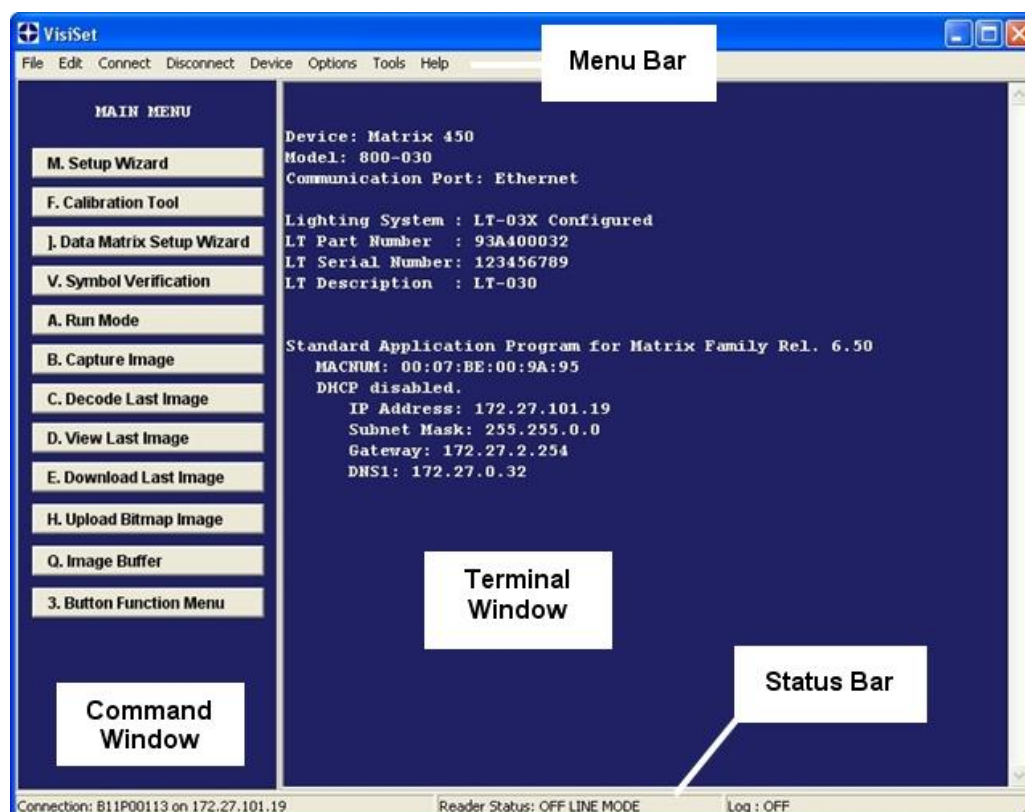 VisiSet
File Edit Connect Disconnect Device Options Tools Help
Menu Bar
MAIN MENU
M. Setup Wizard
F. Calibration Tool
]. Data Matrix Setup Wizard
V. Symbol Verification
A. Run Mode
B. Capture Image
C. Decode Last Image
D. View Last Image
E. Download Last Image
H. Upload Bitmap Image
Q. Image Buffer
3. Button Function Menu
Command
Window
Device: Matrix 450
Model: 800-030
Communication Port: Ethernet
Lighting System : LT-03X Configured
LT Part Number : 93A400032
LT Serial Number: 123456789
LT Description : LT-030
Standard Application Program for Matrix Family Rel. 6.50
MACNUM: 00:07:BE:00:9A:95
DHCP disabled.
IP Address: 172.27.101.19
Subnet Mask: 255.255.0.0
Gateway: 172.27.2.254
DNS1: 172.27.0.32
Terminal
Window
Status Bar
Connection: B11P00113 on 172.27.101.19 Reader Status: OFF LINE MODE Log : OFF